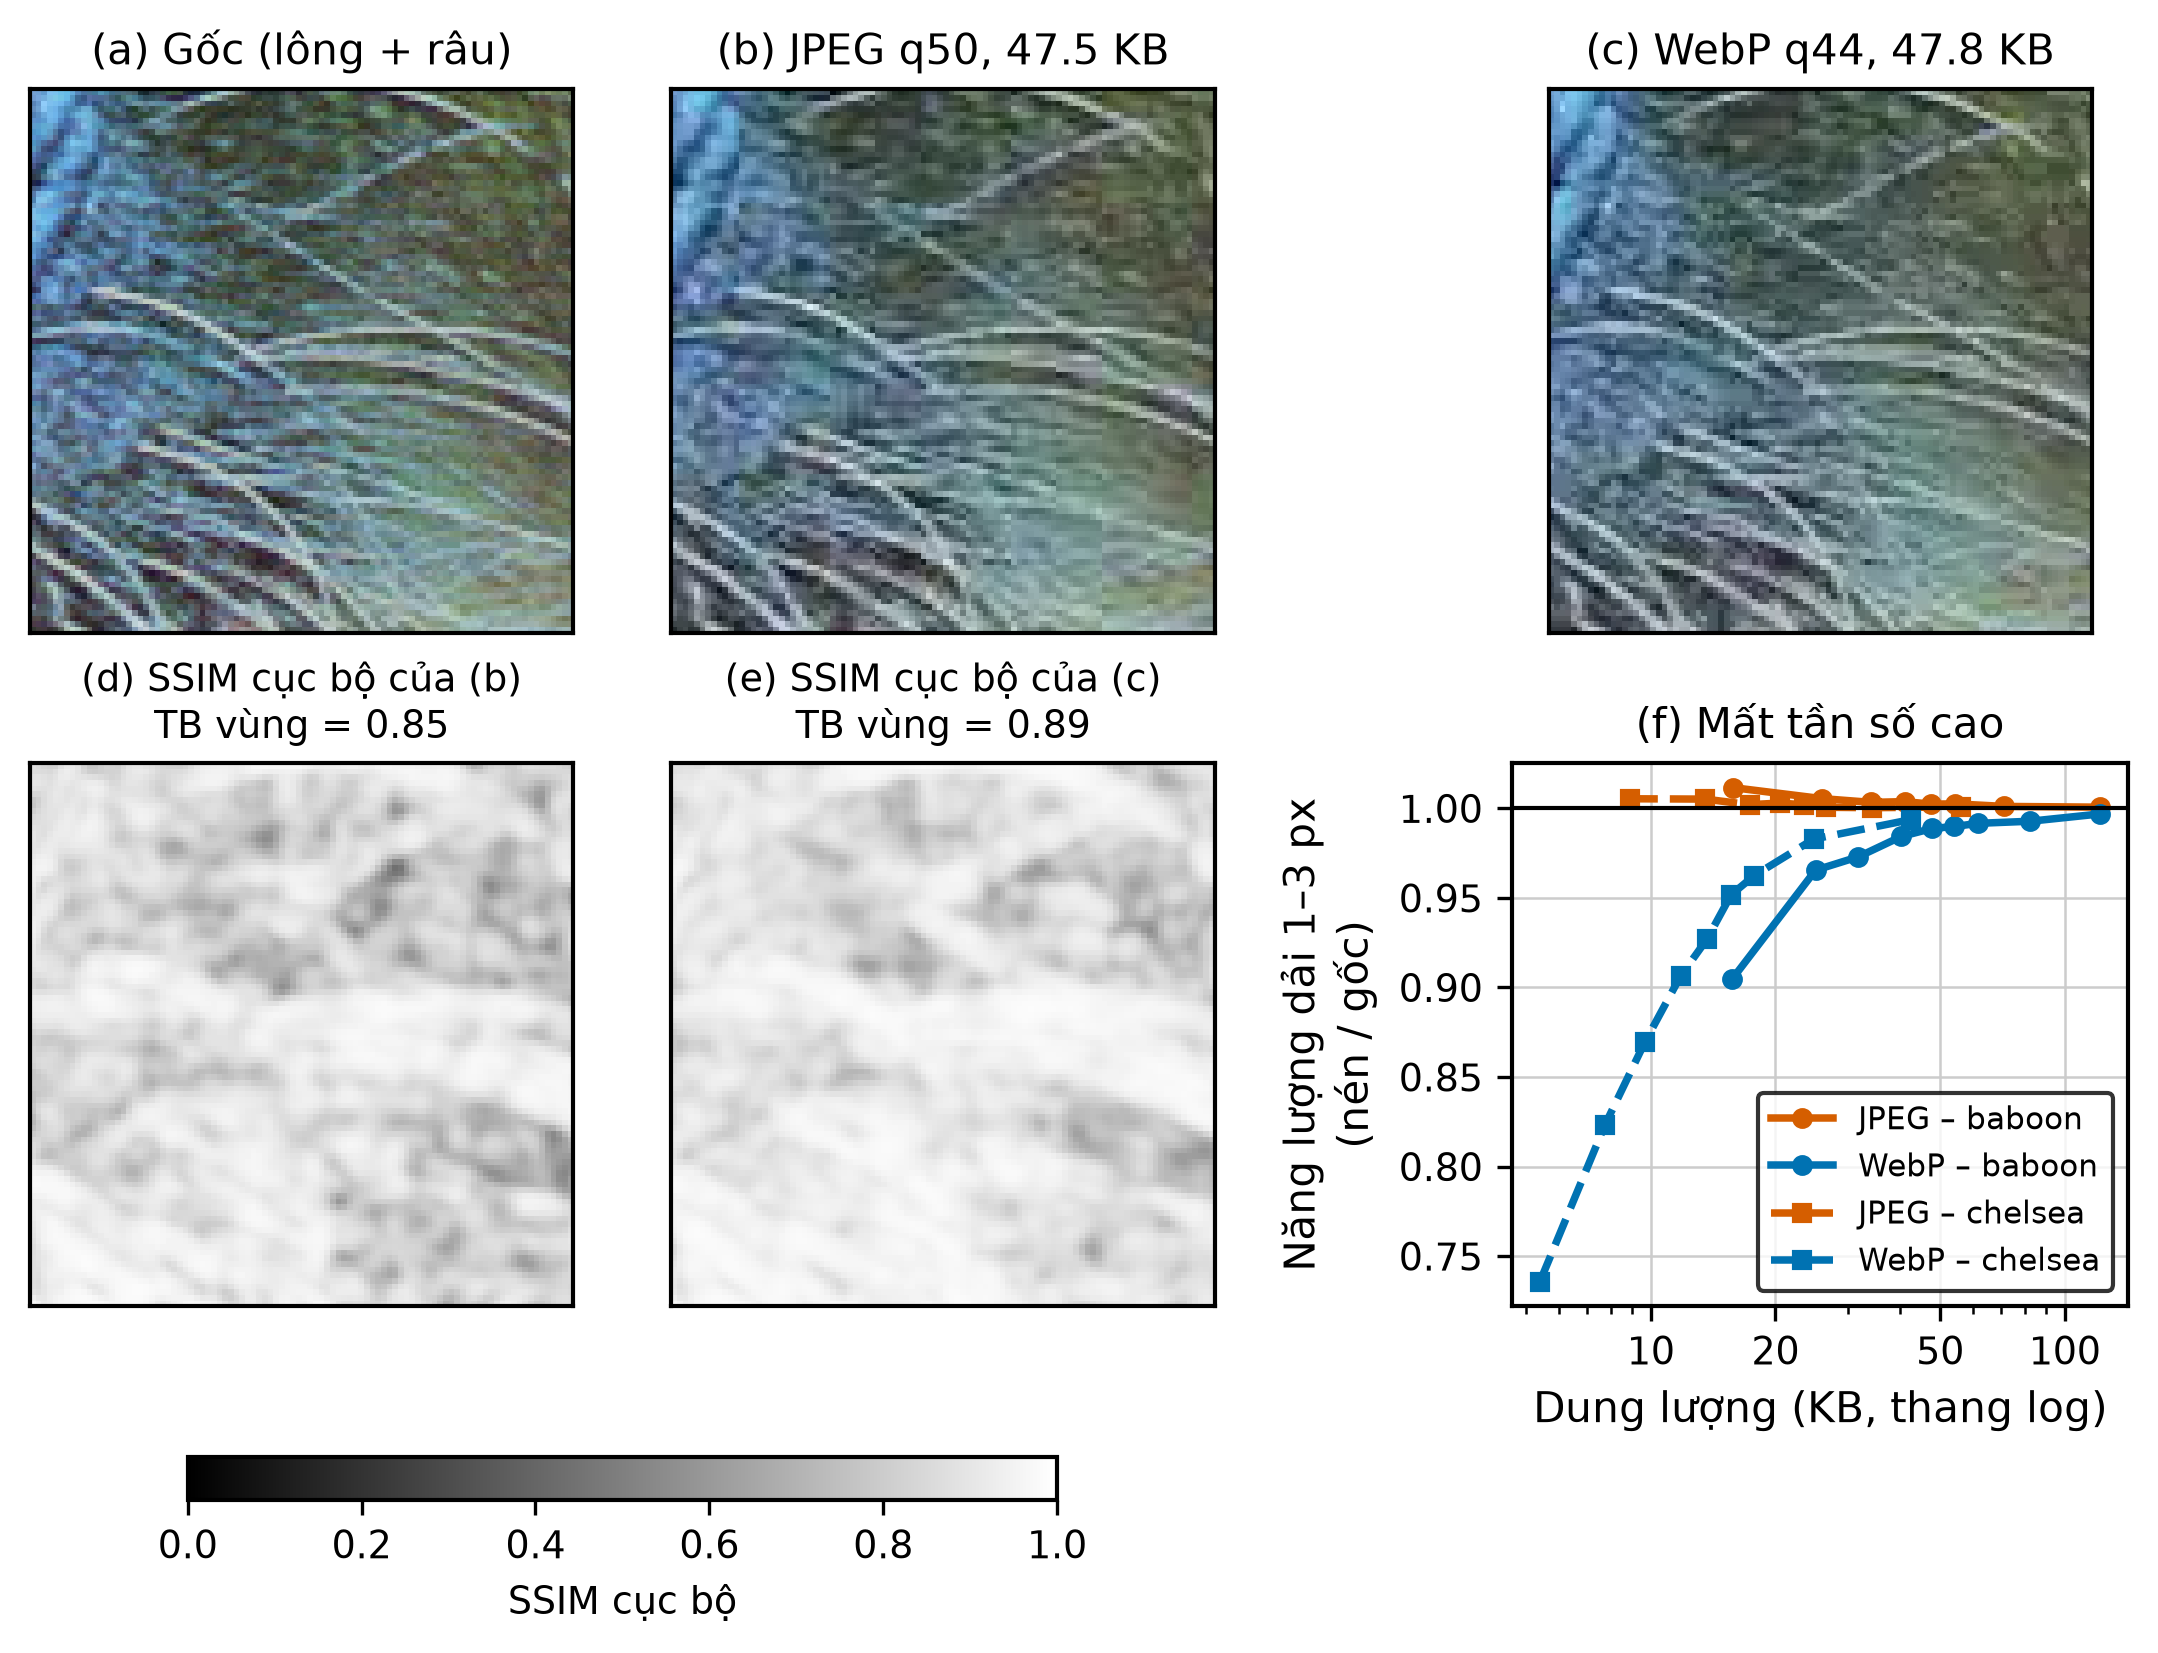 (a) Gốc (lông + râu)
(b) JPEG q50, 47.5 KB
(c) WebP q44, 47.8 KB
(d) SSIM cục bộ của (b)
TB vùng = 0.85
(e) SSIM cục bộ của (c)
TB vùng = 0.89
(f) Mất tần số cao
Năng lượng dải 1–3 px
(nén / gốc)
1.00
0.95
0.90
0.85
0.80
0.75
JPEG – baboon
WebP – baboon
JPEG – chelsea
WebP – chelsea
10 20 50 100
Dung lượng (KB, thang log)
0.0 0.2 0.4 0.6 0.8 1.0
SSIM cục bộ